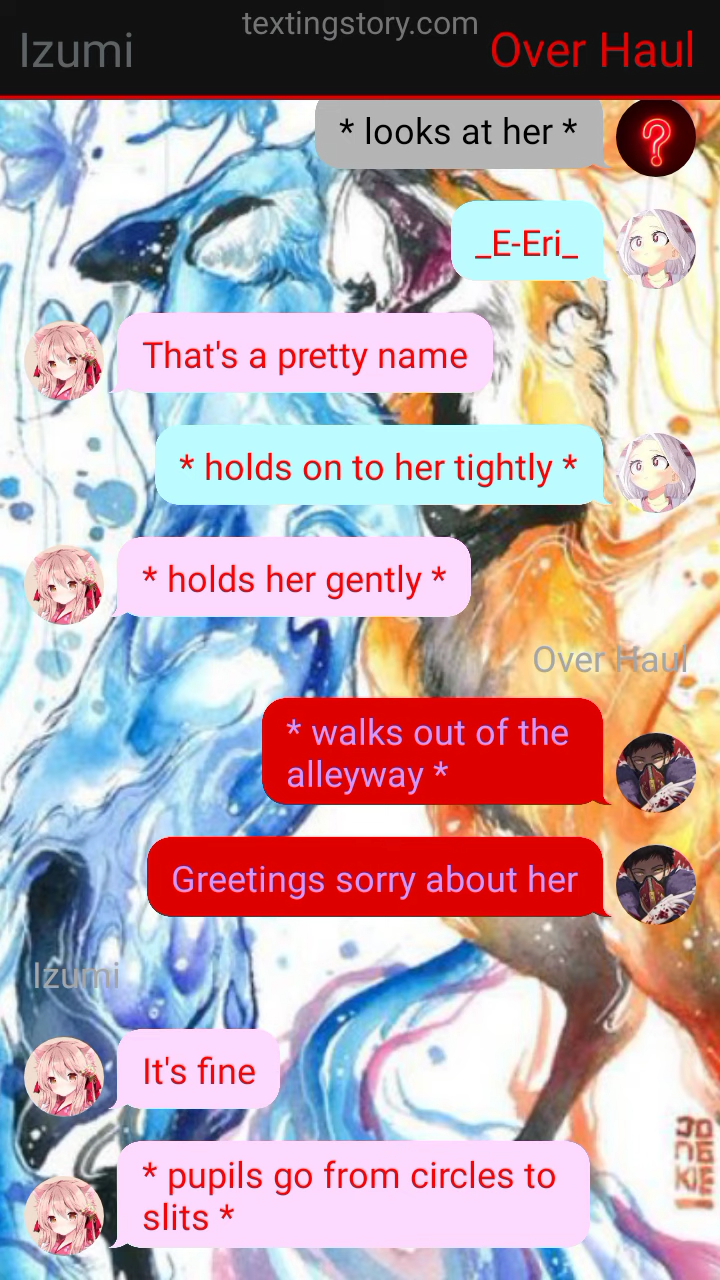 textingstory.com
Izumi
Over Haul
* looks at her *
?
_E-Eri_
That's a pretty name
* holds on to her tightly *
* holds her gently *
Over Haul
* walks out of the
alleyway *
Greetings sorry about her
Izumi
It's fine
* pupils go from circles to
slits *